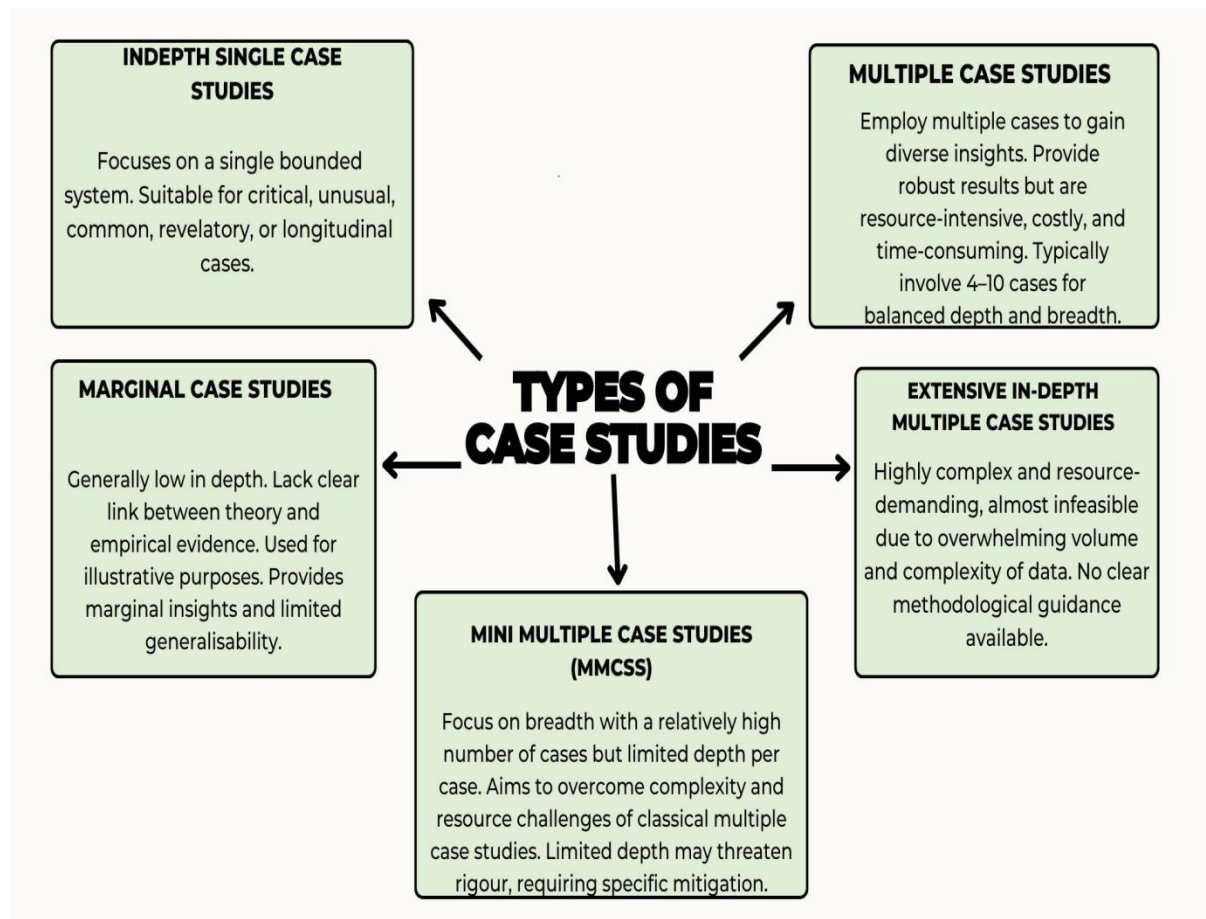 INDEPTH SINGLE CASE
STUDIES
Focuses on a single bounded
system. Suitable for critical, unusual,
common, revelatory, or longitudinal
cases.
MULTIPLE CASE STUDIES
Employ multiple cases to gain
diverse insights. Provide
robust results but are
resource-intensive, costly, and
time-consuming. Typically
involve 4–10 cases for
balanced depth and breadth.
TYPES OF
CASE STUDIES
MARGINAL CASE STUDIES
Generally low in depth. Lack clear
link between theory and
empirical evidence. Used for
illustrative purposes. Provides
marginal insights and limited
generalisability.
EXTENSIVE IN-DEPTH
MULTIPLE CASE STUDIES
Highly complex and resource-
demanding, almost infeasible
due to overwhelming volume
and complexity of data. No clear
methodological guidance
available.
MINI MULTIPLE CASE STUDIES
(MMCSS)
Focus on breadth with a relatively high
number of cases but limited depth per
case. Aims to overcome complexity and
resource challenges of classical multiple
case studies. Limited depth may threaten
rigour, requiring specific mitigation.